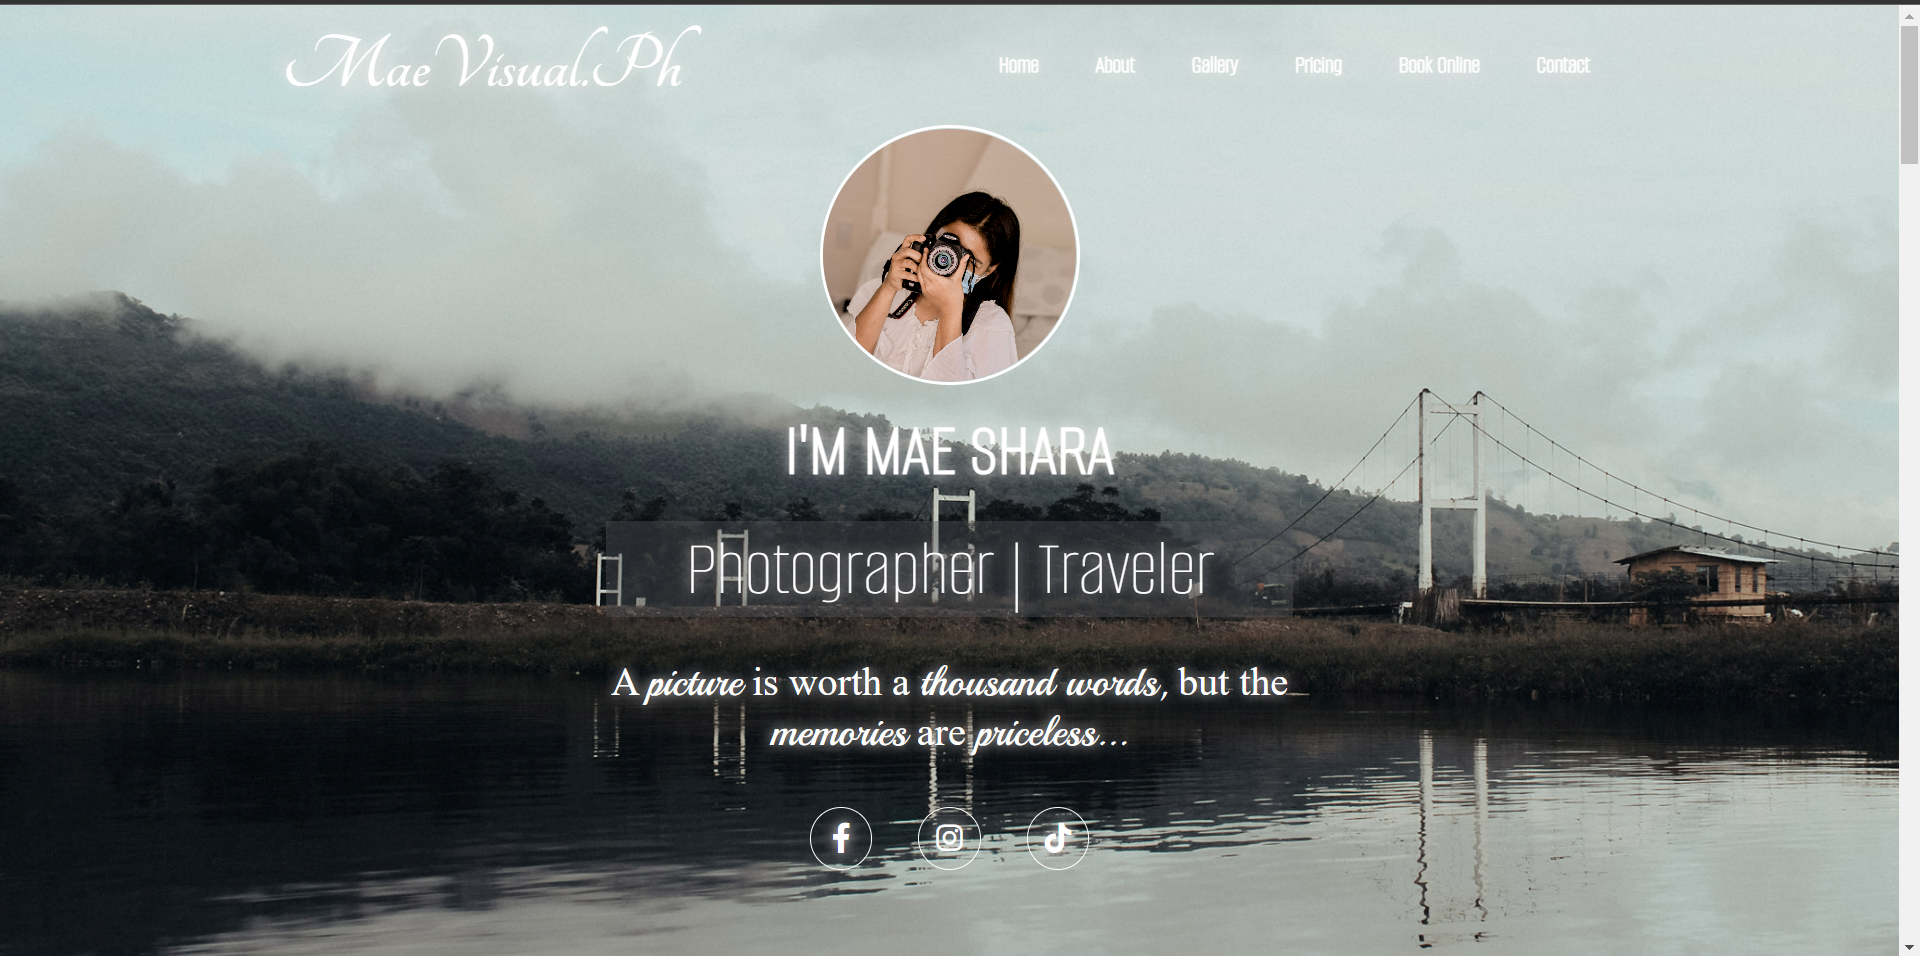 MaeVisual.Ph
Home About Gallery Pricing Book Online Contact
I'M MAE SHARA
Photographer | Traveler
A picture is worth a thousand words, but the
memories are priceless...